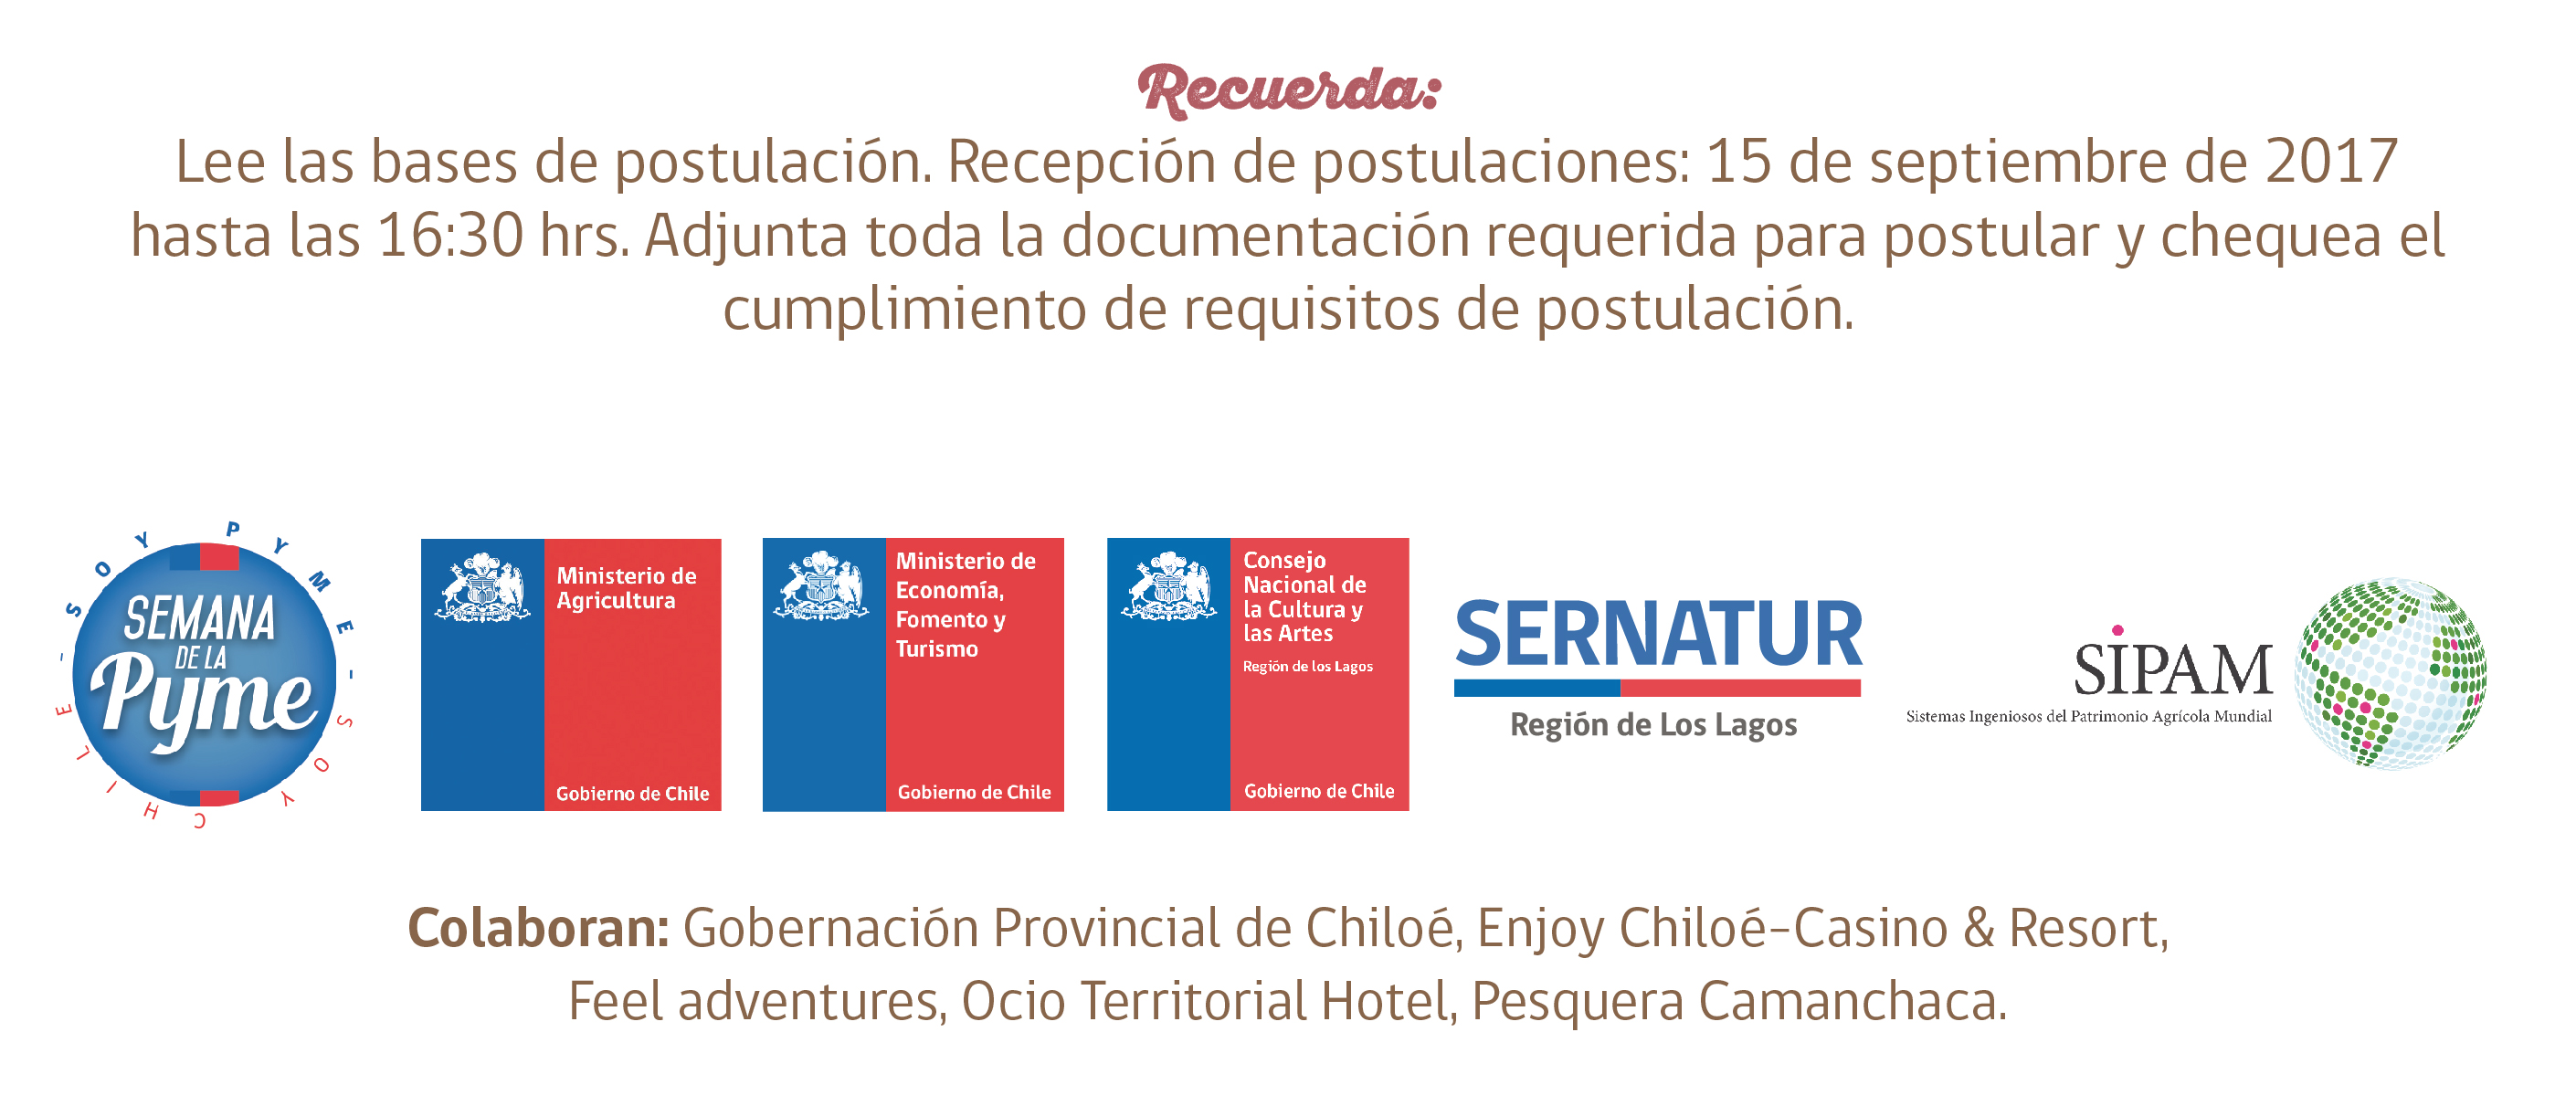 Recuerda:
Lee las bases de postulación. Recepción de postulaciones: 15 de septiembre de 2017
hasta las 16:30 hrs. Adjunta toda la documentación requerida para postular y chequea el
cumplimiento de requisitos de postulación.
SOY PYME - SOY CHILE -
SEMANA
DE LA
Pyme
Ministerio de
Agricultura
Gobierno de Chile
Ministerio de
Economía,
Fomento y
Turismo
Gobierno de Chile
Consejo
Nacional de
la Cultura y
las Artes
Región de los Lagos
Gobierno de Chile
SERNATUR
Región de Los Lagos
SIPAM
Sistemas Ingeniosos del Patrimonio Agrícola Mundial
Colaboran: Gobernación Provincial de Chiloé, Enjoy Chiloé-Casino & Resort,
Feel adventures, Ocio Territorial Hotel, Pesquera Camanchaca.